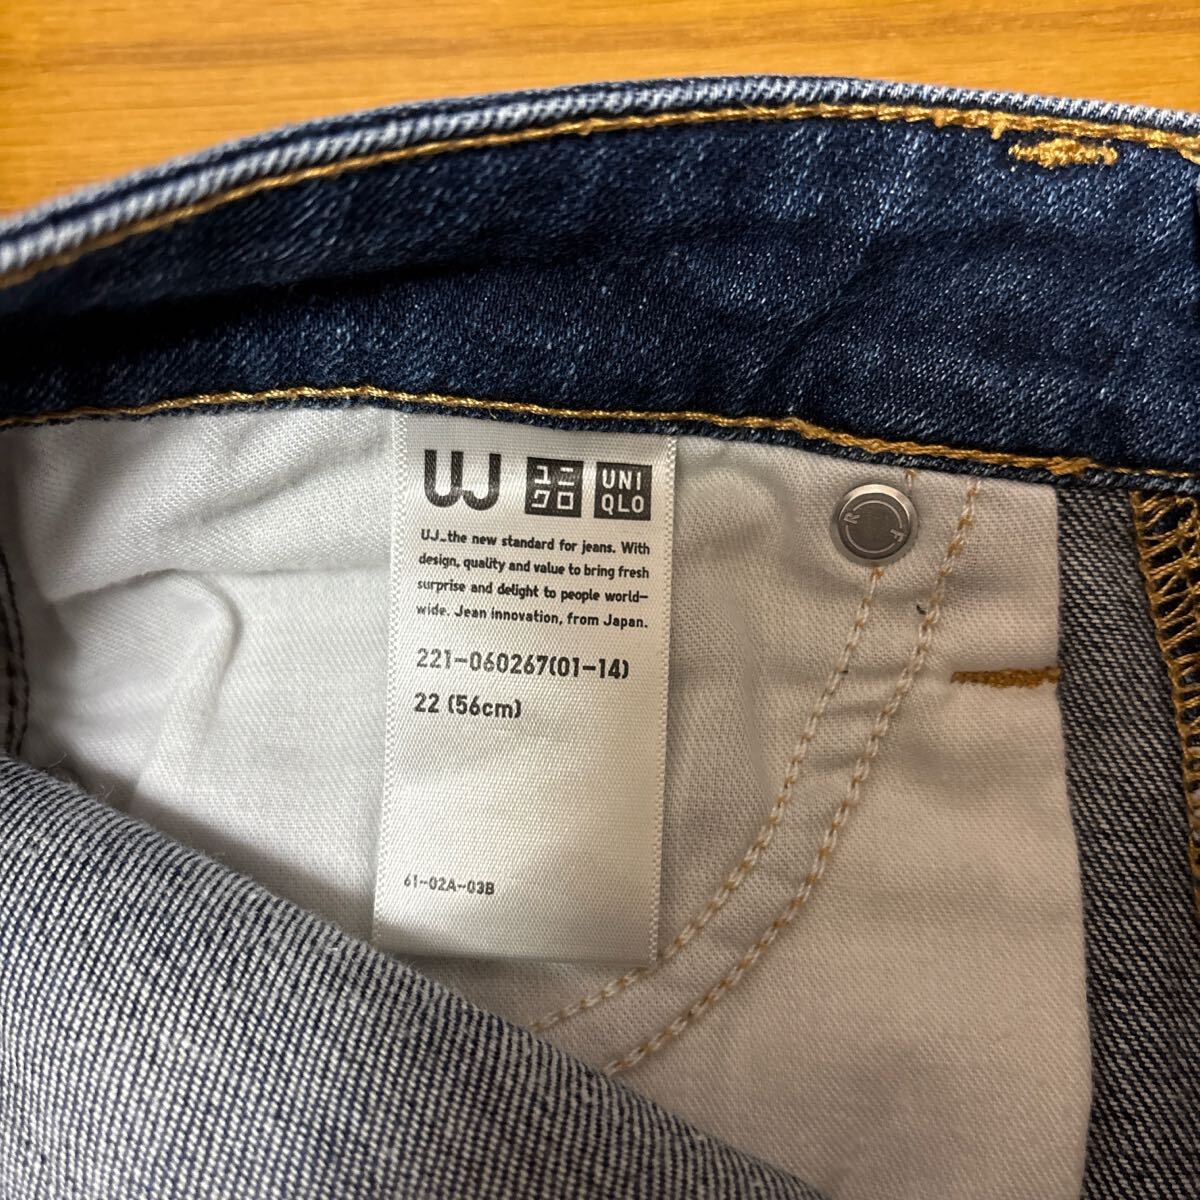 UJ ユニクロ UNIQLO
UJ_the new standard for jeans. With
design, quality and value to bring fresh
surprise and delight to people world-
wide. Jean innovation, from Japan.
221-060267(01-14)
22 (56cm)
61-02A-03B